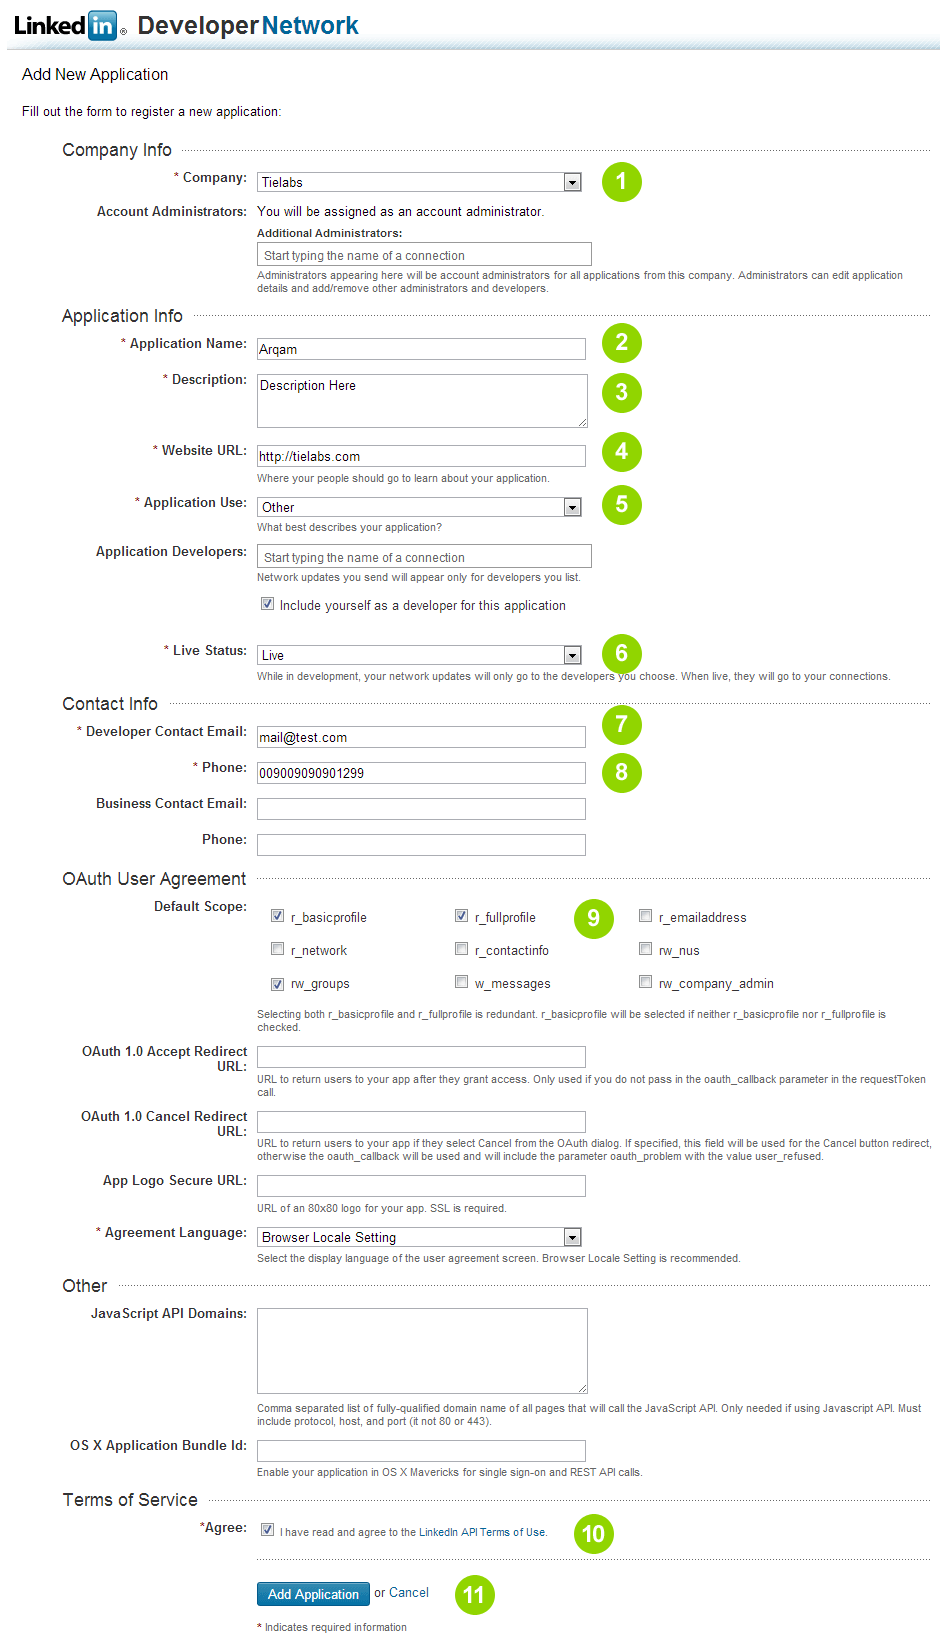 Linked in ® Developer Network
Add New Application
Fill out the form to register a new application:
Company Info
* Company: Tielabs 1
Account Administrators: You will be assigned as an account administrator.
Additional Administrators:
Start typing the name of a connection
Administrators appearing here will be account administrators for all applications from this company. Administrators can edit application
details and add/remove other administrators and developers.
Application Info
* Application Name: Arqam 2
* Description: Description Here 3
* Website URL: http://tielabs.com 4
Where your people should go to learn about your application.
* Application Use: Other 5
What best describes your application?
Application Developers: Start typing the name of a connection
Network updates you send will appear only for developers you list.
Include yourself as a developer for this application
* Live Status: Live 6
While in development, your network updates will only go to the developers you choose. When live, they will go to your connections.
Contact Info
* Developer Contact Email: mail@test.com 7
* Phone: 009009090901299 8
Business Contact Email:
Phone:
OAuth User Agreement
Default Scope: r_basicprofile r_fullprofile 9 r_emailaddress
r_network r_contactinfo rw_nus
rw_groups w_messages rw_company_admin
Selecting both r_basicprofile and r_fullprofile is redundant. r_basicprofile will be selected if neither r_basicprofile nor r_fullprofile is
checked.
OAuth 1.0 Accept Redirect
URL:
URL to return users to your app after they grant access. Only used if you do not pass in the oauth_callback parameter in the requestToken
call.
OAuth 1.0 Cancel Redirect
URL:
URL to return users to your app if they select Cancel from the OAuth dialog. If specified, this field will be used for the Cancel button redirect,
otherwise the oauth_callback will be used and will include the parameter oauth_problem with the value user_refused.
App Logo Secure URL:
URL of an 80x80 logo for your app. SSL is required.
* Agreement Language: Browser Locale Setting
Select the display language of the user agreement screen. Browser Locale Setting is recommended.
Other
JavaScript API Domains:
Comma separated list of fully-qualified domain name of all pages that will call the JavaScript API. Only needed if using Javascript API. Must
include protocol, host, and port (it not 80 or 443).
OS X Application Bundle Id:
Enable your application in OS X Mavericks for single sign-on and REST API calls.
Terms of Service
*Agree: I have read and agree to the LinkedIn API Terms of Use. 10
Add Application or Cancel 11
* Indicates required information